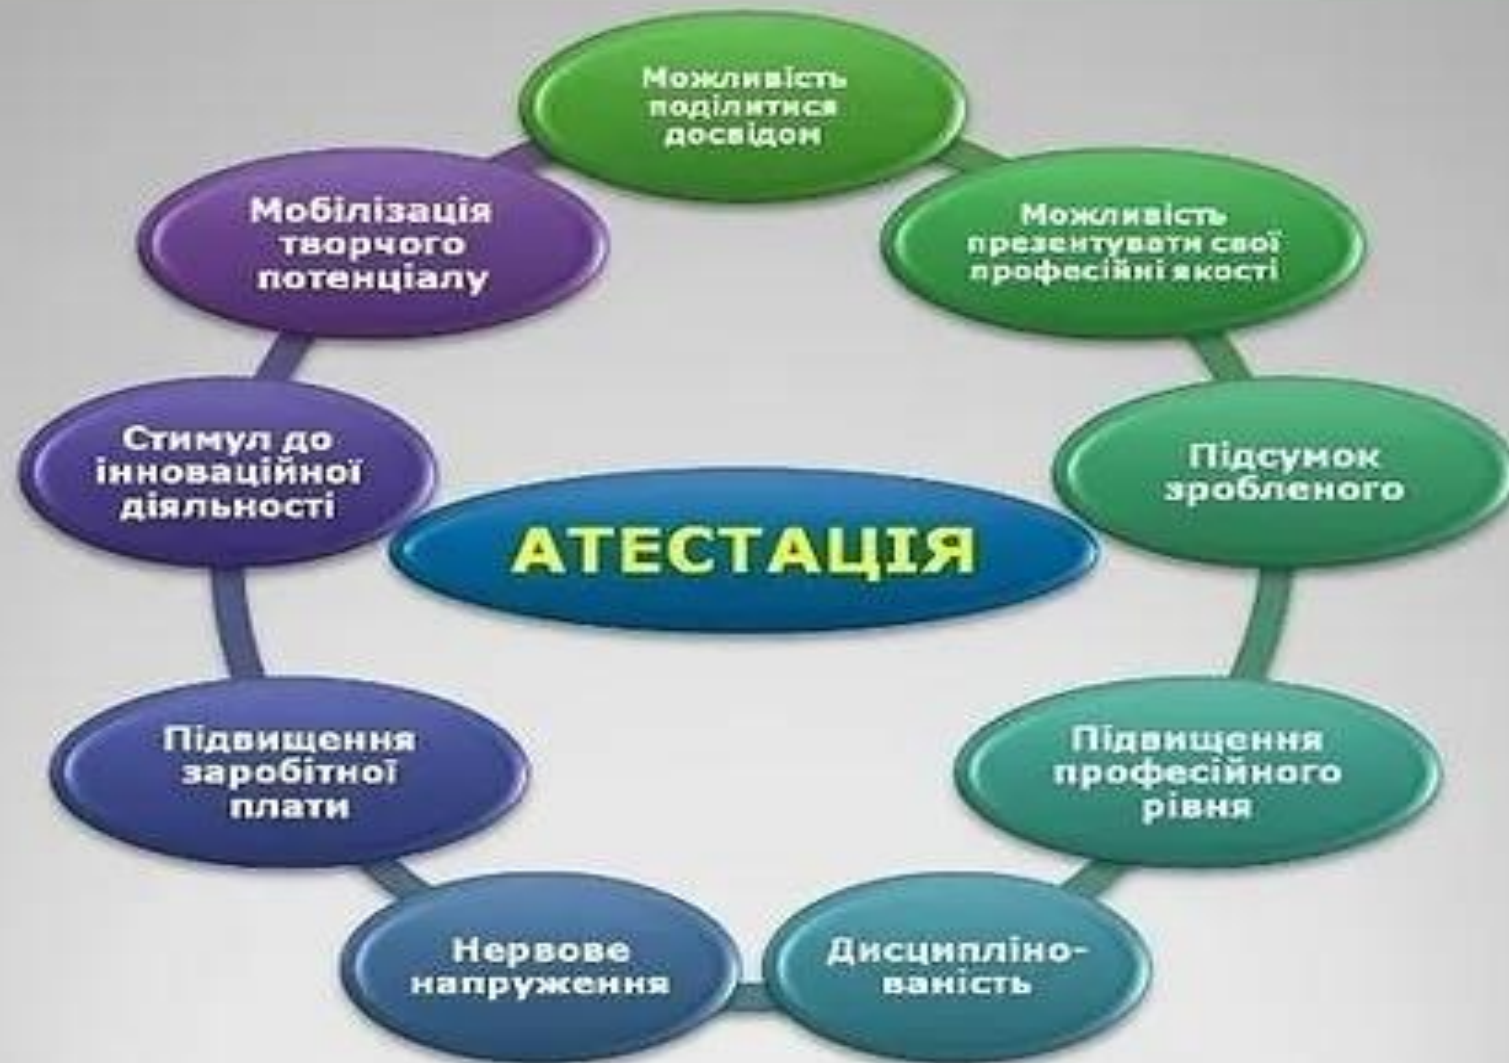 Можливість
поділитися
досвідом
Можливість
презентувати свої
професійні якості
Підсумок
зробленого
Підвищення
професійного
рівня
Дисципліно-
ваність
Нервове
напруження
Підвищення
заробітної
плати
Стимул до
інноваційної
діяльності
Мобілізація
творчого
потенціалу
АТЕСТАЦІЯ